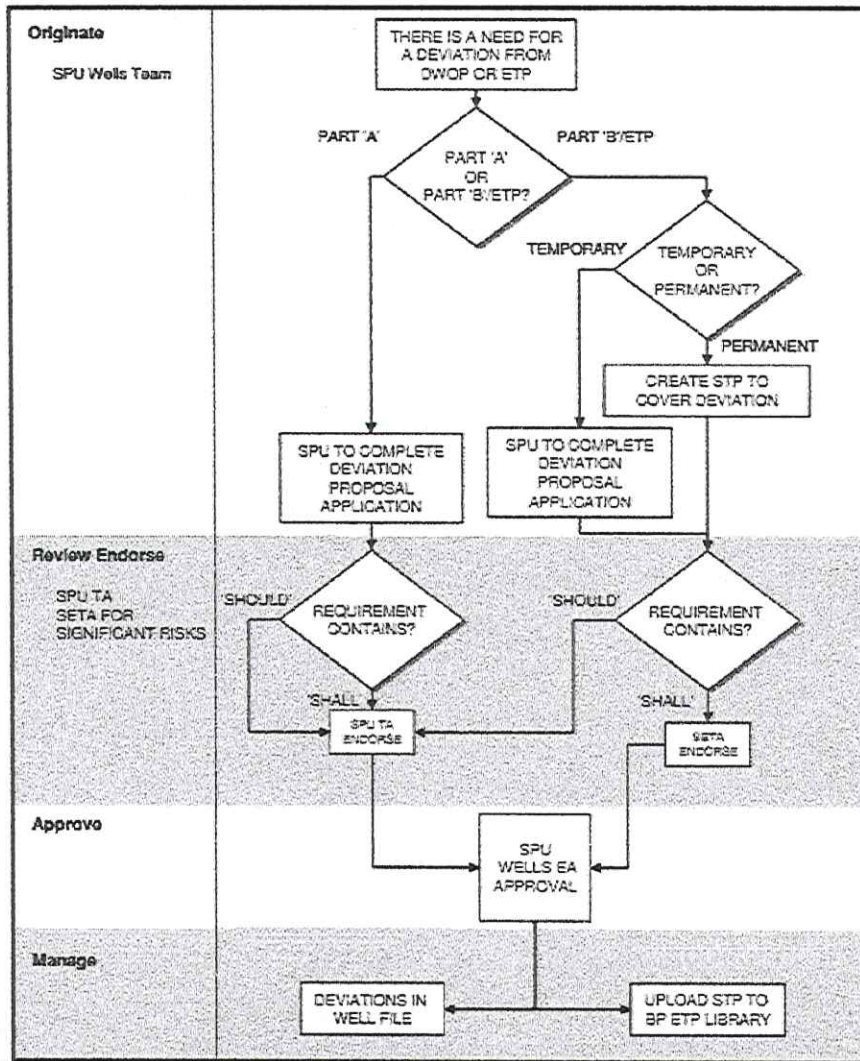 Originate
SPU Wells Team
THERE IS A NEED FOR
A DEVIATION FROM
DWOP OR ETP
PART 'A'
PART 'B'/ETP
PART 'A'
OR
PART 'B'/ETP?
TEMPORARY
TEMPORARY
OR
PERMANENT?
PERMANENT
CREATE STP TO
COVER DEVIATION
SPU TO COMPLETE
DEVIATION
PROPOSAL
APPLICATION
SPU TO COMPLETE
DEVIATION
PROPOSAL
APPLICATION
Review Endorse
SPU TA
SETA FOR
SIGNIFICANT RISKS
'SHOULD'
REQUIREMENT
CONTAINS?
'SHOULD'
REQUIREMENT
CONTAINS?
'SHALL'
'SHALL'
SPU TA
ENDORSE
SETA
ENDORSE
Approve
SPU
WELLS EA
APPROVAL
Manage
DEVIATIONS IN
WELL FILE
UPLOAD STP TO
BP ETP LIBRARY